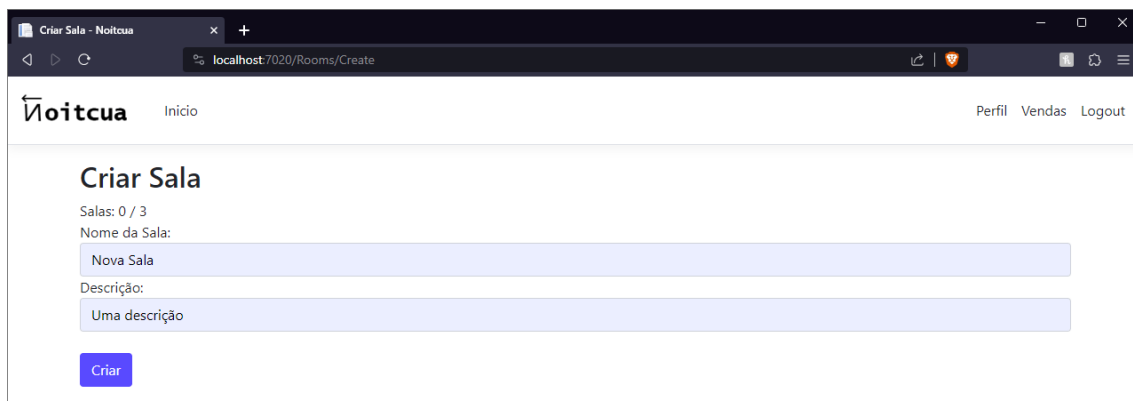 Criar Sala - Noitcua
localhost:7020/Rooms/Create
Noitcua Inicio Perfil Vendas Logout
Criar Sala
Salas: 0 / 3
Nome da Sala:
Nova Sala
Descrição:
Uma descrição
Criar